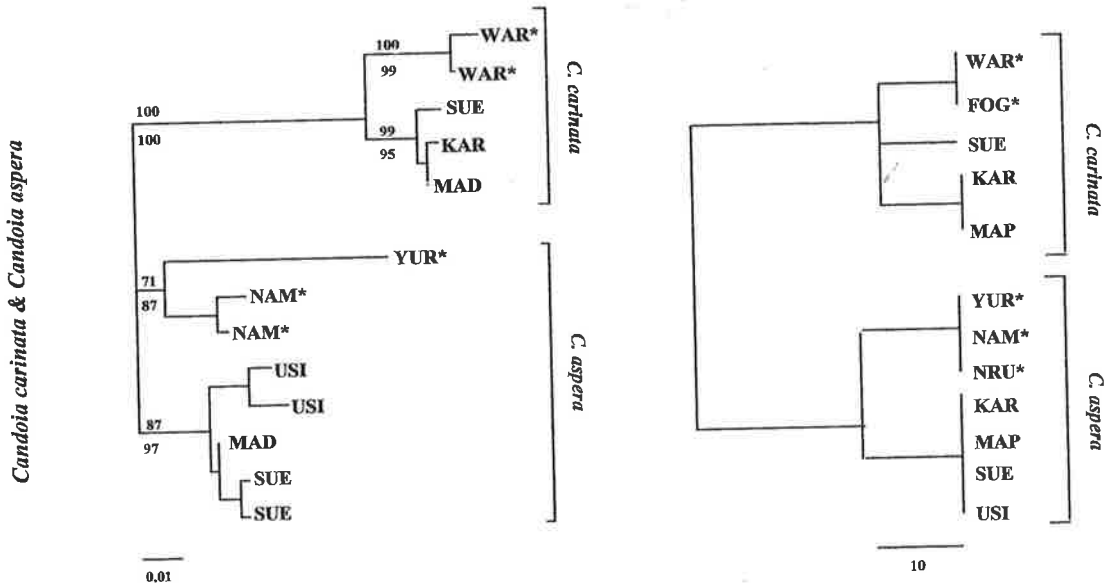 Candoia carinata & Candoia aspera
100
100
100
99
WAR*
WAR*
99
95
SUE
KAR
MAD
C. carinata
71
87
YUR*
NAM*
NAM*
87
97
USI
USI
MAD
SUE
SUE
C. aspera
0.01
WAR*
FOG*
SUE
KAR
MAP
C. carinata
YUR*
NAM*
NRU*
KAR
MAP
SUE
USI
C. aspera
10